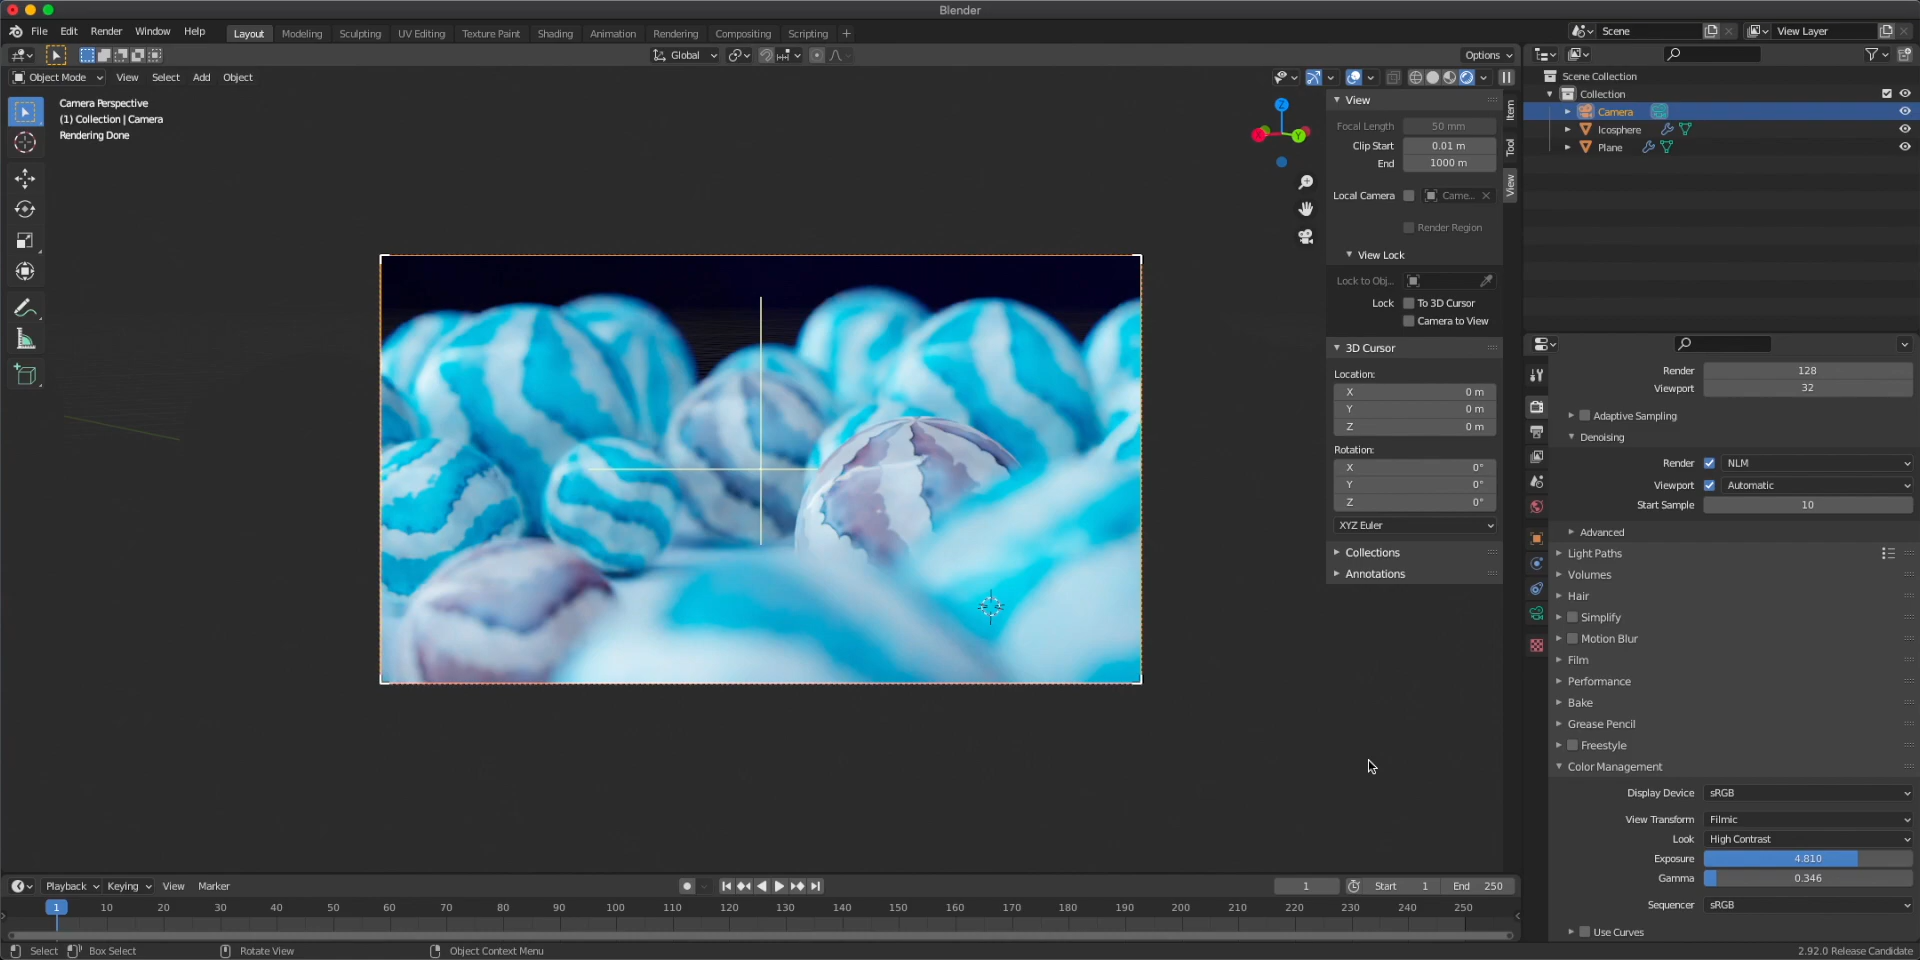 Blender
File Edit Render Window Help
Layout Modeling Sculpting UV Editing Texture Paint Shading Animation Rendering Compositing Scripting +
Scene
View Layer
Global
Options
Object Mode View Select Add Object
Camera Perspective
(1) Collection | Camera
Rendering Done
Z
X
Y
View
Focal Length 50 mm
Clip Start 0.01 m
End 1000 m
Local Camera Came...
Render Region
View Lock
Lock to Obj...
Lock To 3D Cursor
Camera to View
3D Cursor
Location:
X 0 m
Y 0 m
Z 0 m
Rotation:
X 0°
Y 0°
Z 0°
XYZ Euler
Collections
Annotations
Item
Tool
View
Scene Collection
Collection
Camera
Icosphere
Plane
Render 128
Viewport 32
Adaptive Sampling
Denoising
Render NLM
Viewport Automatic
Start Sample 10
Advanced
Light Paths
Volumes
Hair
Simplify
Motion Blur
Film
Performance
Bake
Grease Pencil
Freestyle
Color Management
Display Device sRGB
View Transform Filmic
Look High Contrast
Exposure 4.810
Gamma 0.346
Sequencer sRGB
Use Curves
Playback Keying View Marker
1 Start 1 End 250
1 10 20 30 40 50 60 70 80 90 100 110 120 130 140 150 160 170 180 190 200 210 220 230 240 250
Select Box Select Rotate View Object Context Menu
2.92.0 Release Candidate